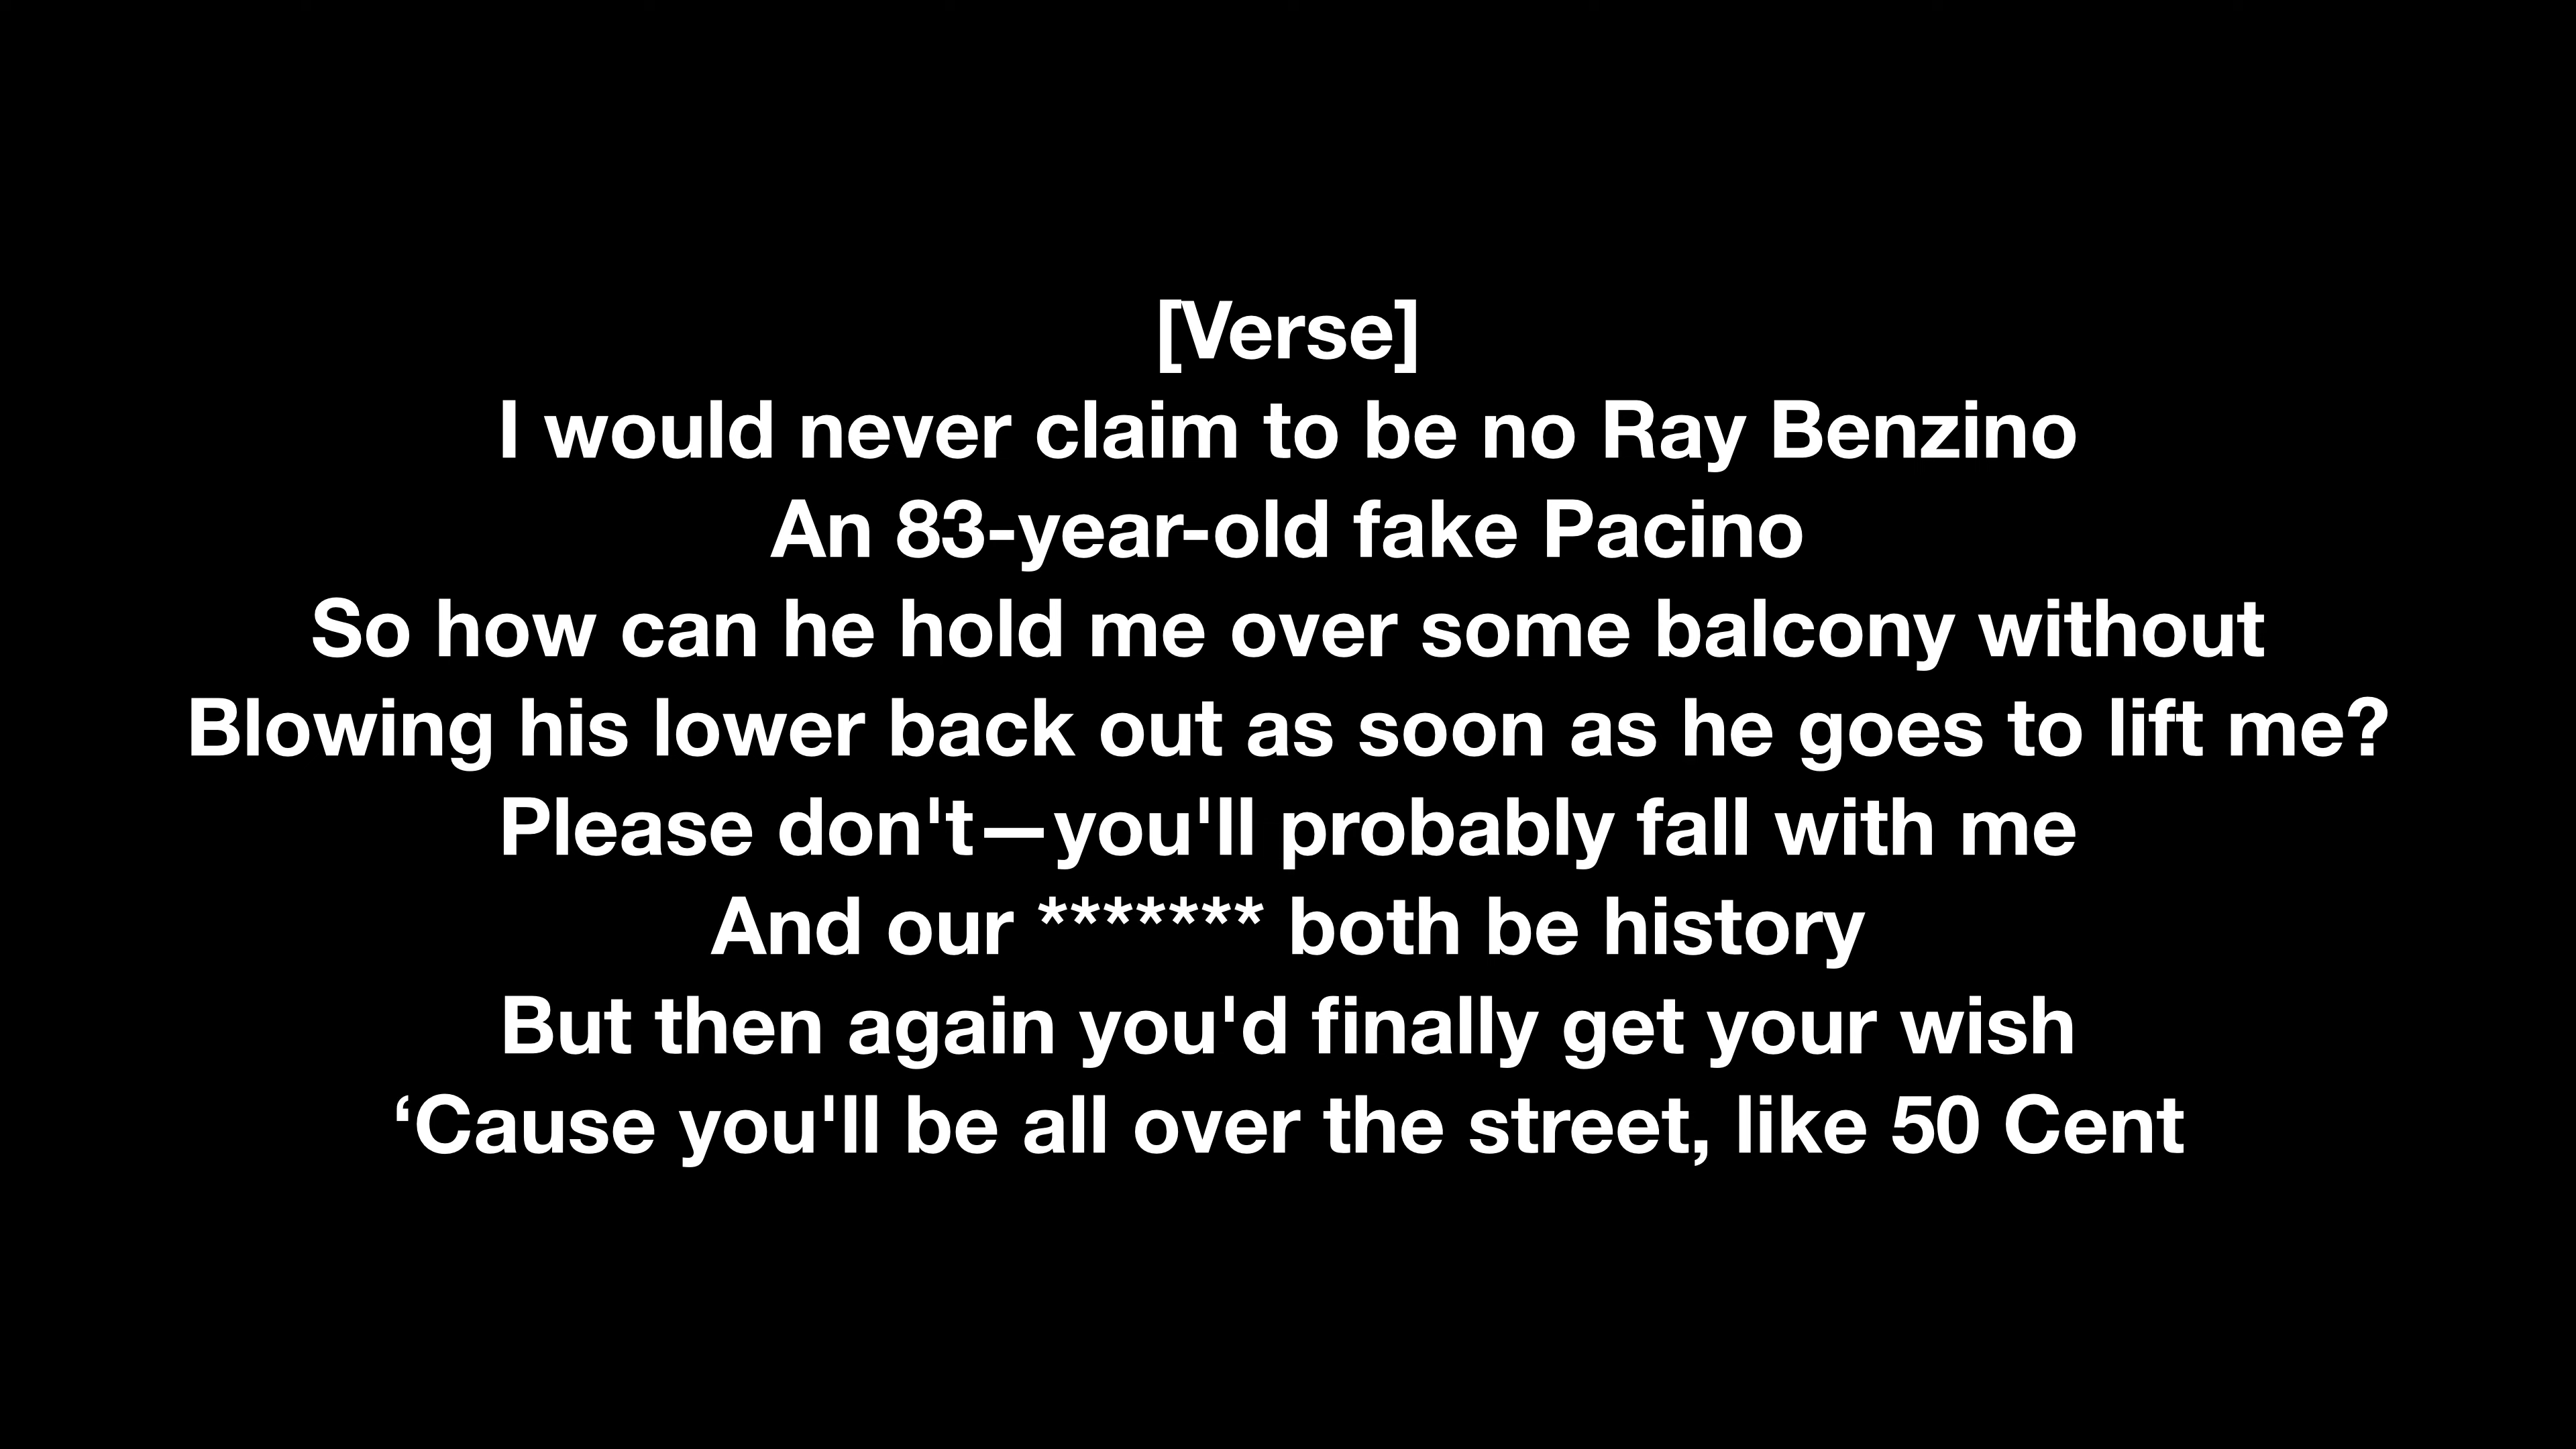 [Verse]
I would never claim to be no Ray Benzino
An 83-year-old fake Pacino
So how can he hold me over some balcony without
Blowing his lower back out as soon as he goes to lift me?
Please don't—you'll probably fall with me
And our ******* both be history
But then again you'd finally get your wish
‘Cause you'll be all over the street, like 50 Cent